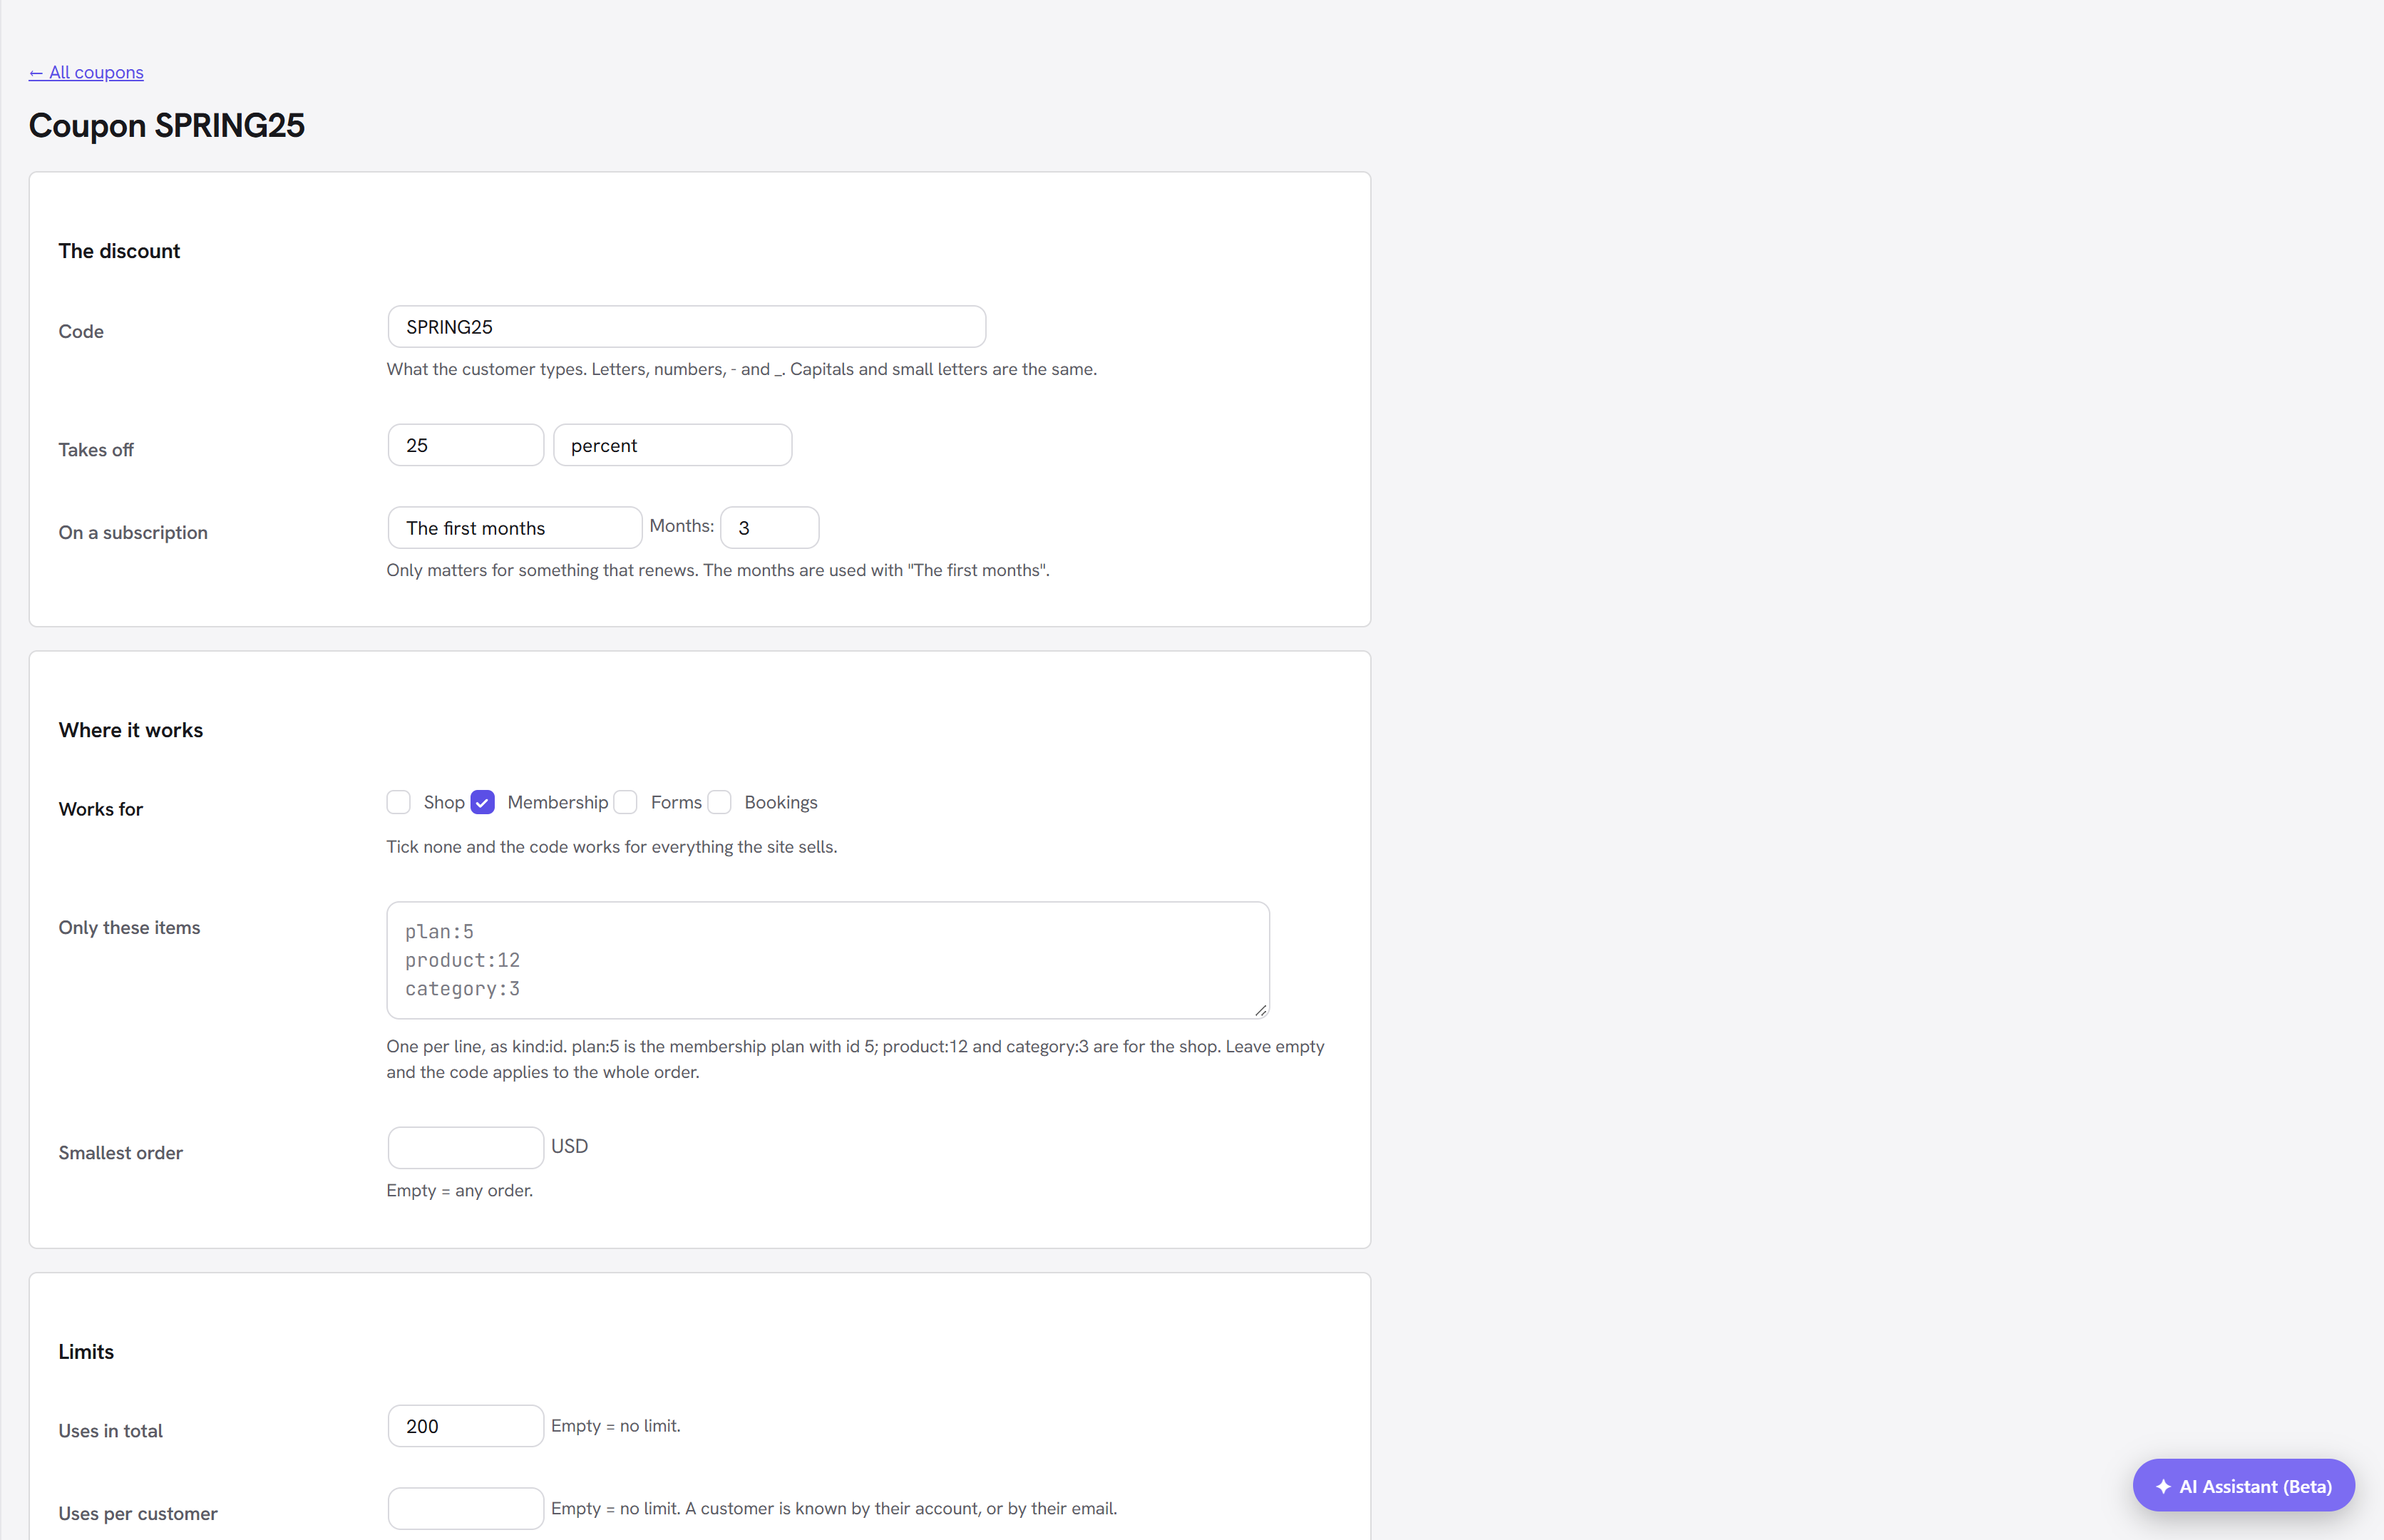 ← All coupons
Coupon SPRING25
The discount
Code
SPRING25
What the customer types. Letters, numbers, - and _. Capitals and small letters are the same.
Takes off
25
percent
On a subscription
The first months
Months:
3
Only matters for something that renews. The months are used with "The first months".
Where it works
Works for
Shop
Membership
Forms
Bookings
Tick none and the code works for everything the site sells.
Only these items
plan:5
product:12
category:3
One per line, as kind:id. plan:5 is the membership plan with id 5; product:12 and category:3 are for the shop. Leave empty
and the code applies to the whole order.
Smallest order
USD
Empty = any order.
Limits
Uses in total
200
Empty = no limit.
Uses per customer
Empty = no limit. A customer is known by their account, or by their email.
AI Assistant (Beta)